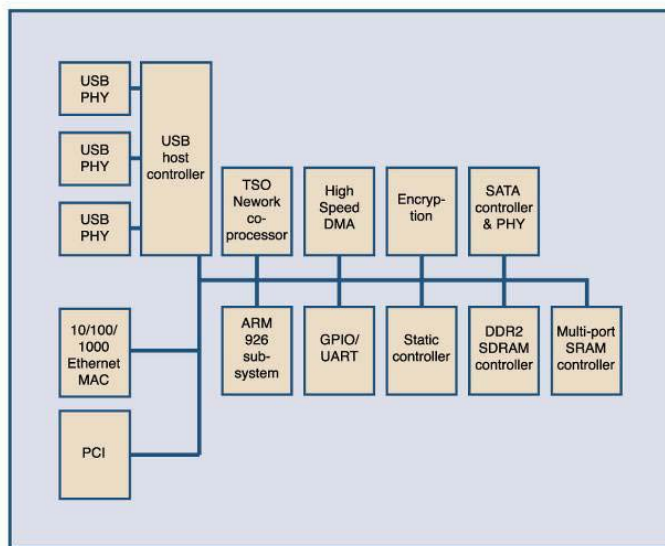 USB
PHY
USB
PHY
USB
PHY
USB
host
controller
TSO
Nework
co-
processor
High
Speed
DMA
Encryp-
tion
SATA
controller
& PHY
10/100/
1000
Ethernet
MAC
ARM
926
sub-
system
GPIO/
UART
Static
controller
DDR2
SDRAM
controller
Multi-port
SRAM
controller
PCI